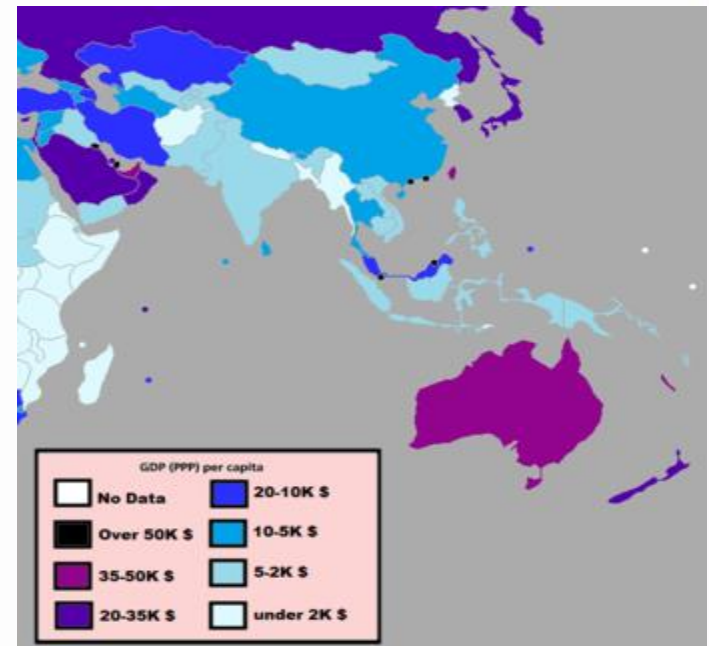 GDP (PPP) per capita
No Data
20-10K $
Over 50K $
10-5K $
35-50K $
5-2K $
20-35K $
under 2K $